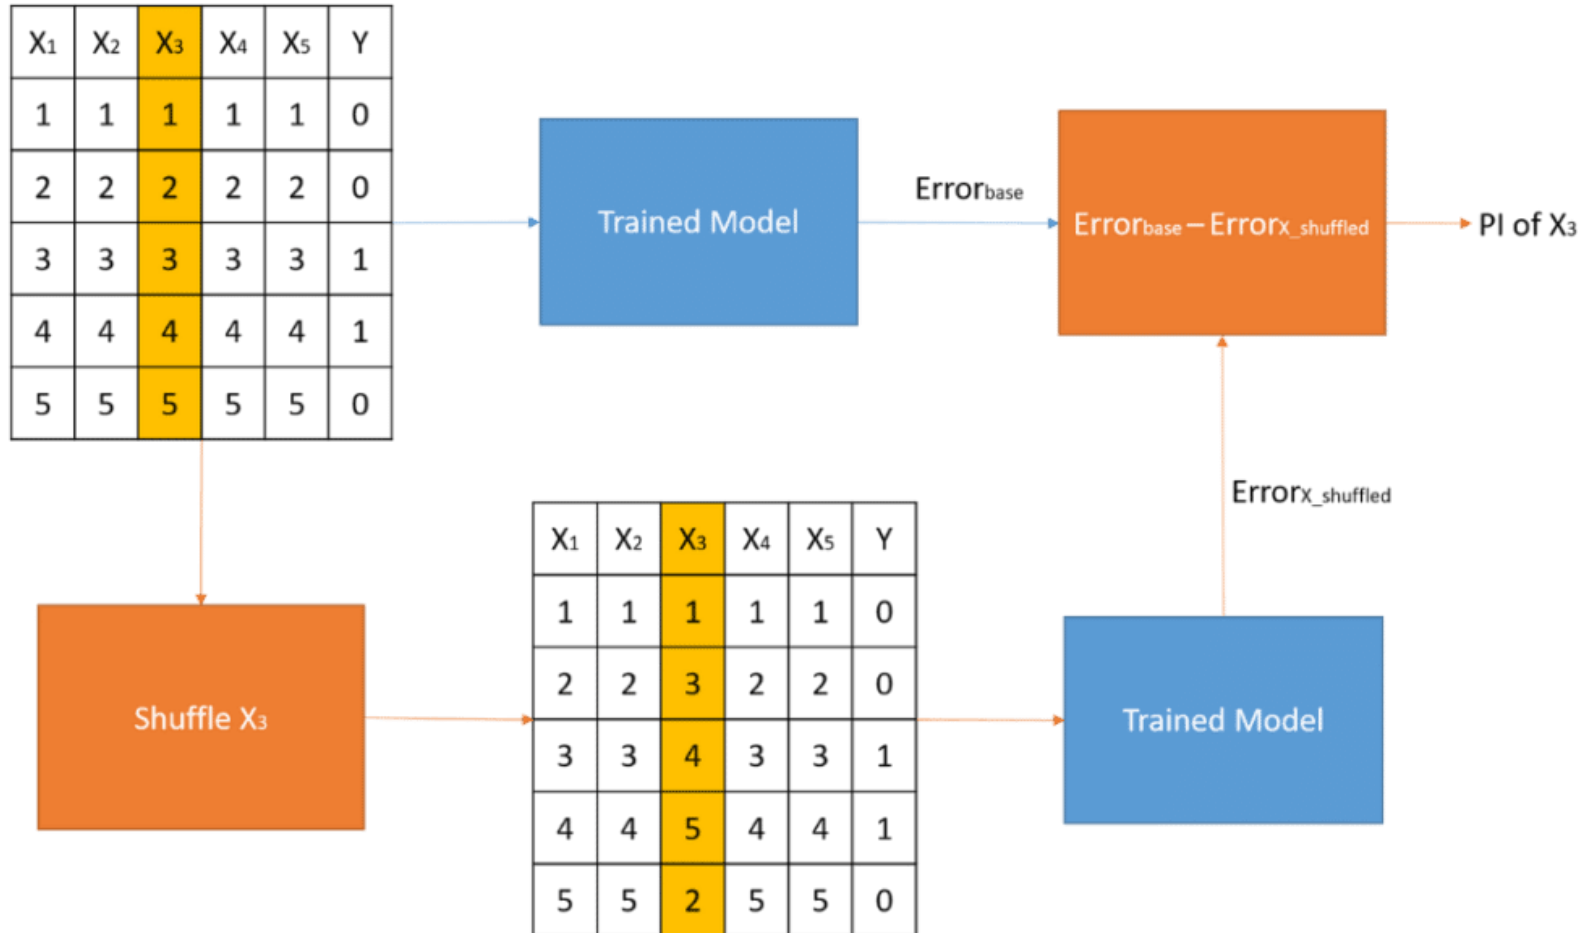 X₁ X₂ X₃ X₄ X₅ Y
1 1 1 1 1 0
2 2 2 2 2 0
3 3 3 3 3 1
4 4 4 4 4 1
5 5 5 5 5 0
Trained Model
Errorbase
Errorbase – ErrorX_shuffled
PI of X₃
Shuffle X₃
X₁ X₂ X₃ X₄ X₅ Y
1 1 1 1 1 0
2 2 3 2 2 0
3 3 4 3 3 1
4 4 5 4 4 1
5 5 2 5 5 0
Trained Model
ErrorX_shuffled